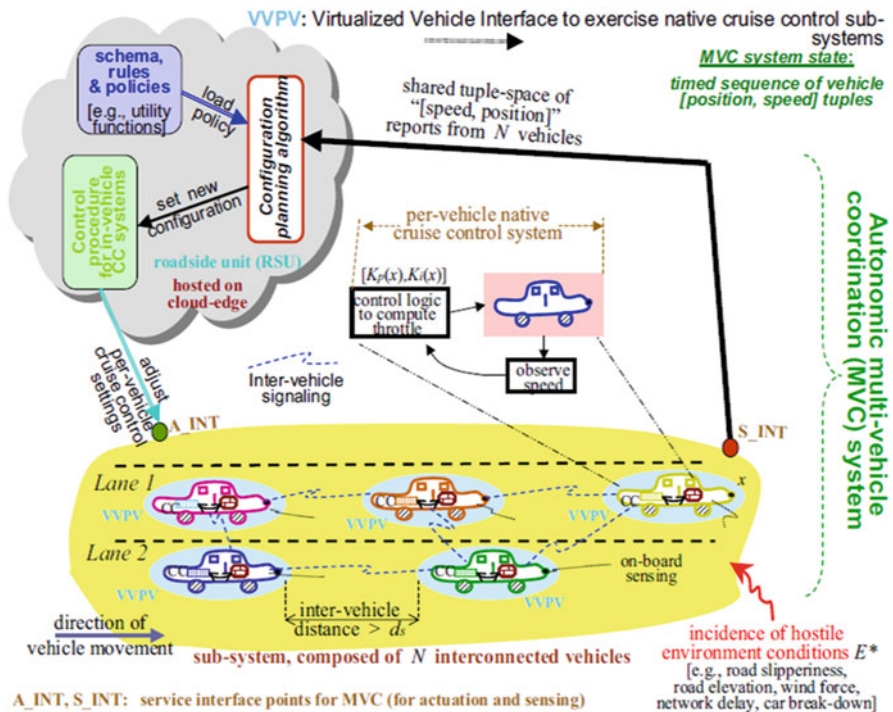 VVPV: Virtualized Vehicle Interface to exercise native cruise control sub-
systems
MVC system state:
timed sequence of vehicle
[position, speed] tuples
schema,
rules
& policies
[e.g., utility
functions]
load
policy
Configuration
planning algorithm
shared tuple-space of
“[speed, position]”
reports from N vehicles
Control
procedure
for in-vehicle
CC systems
set new
configuration
roadside unit (RSU)
hosted on
cloud-edge
per-vehicle native
cruise control system
[Kp(x),Ki(x)]
control logic
to compute
throttle
observe
speed
Autonomic multi-vehicle
coordination (MVC)
system
adjust
per-vehicle
cruise control
settings
Inter-vehicle
signaling
A_INT
S_INT
Lane 1
x
CC
CC
CC
VVPV
VVPV
VVPV
Lane 2
CC
CC
on-board
sensing
VVPV
VVPV
inter-vehicle
distance > ds
direction of
vehicle movement
sub-system, composed of N interconnected vehicles
incidence of hostile
environment conditions E*
[e.g., road slipperiness,
road elevation, wind force,
network delay, car break-down]
A_INT, S_INT: service interface points for MVC (for actuation and sensing)